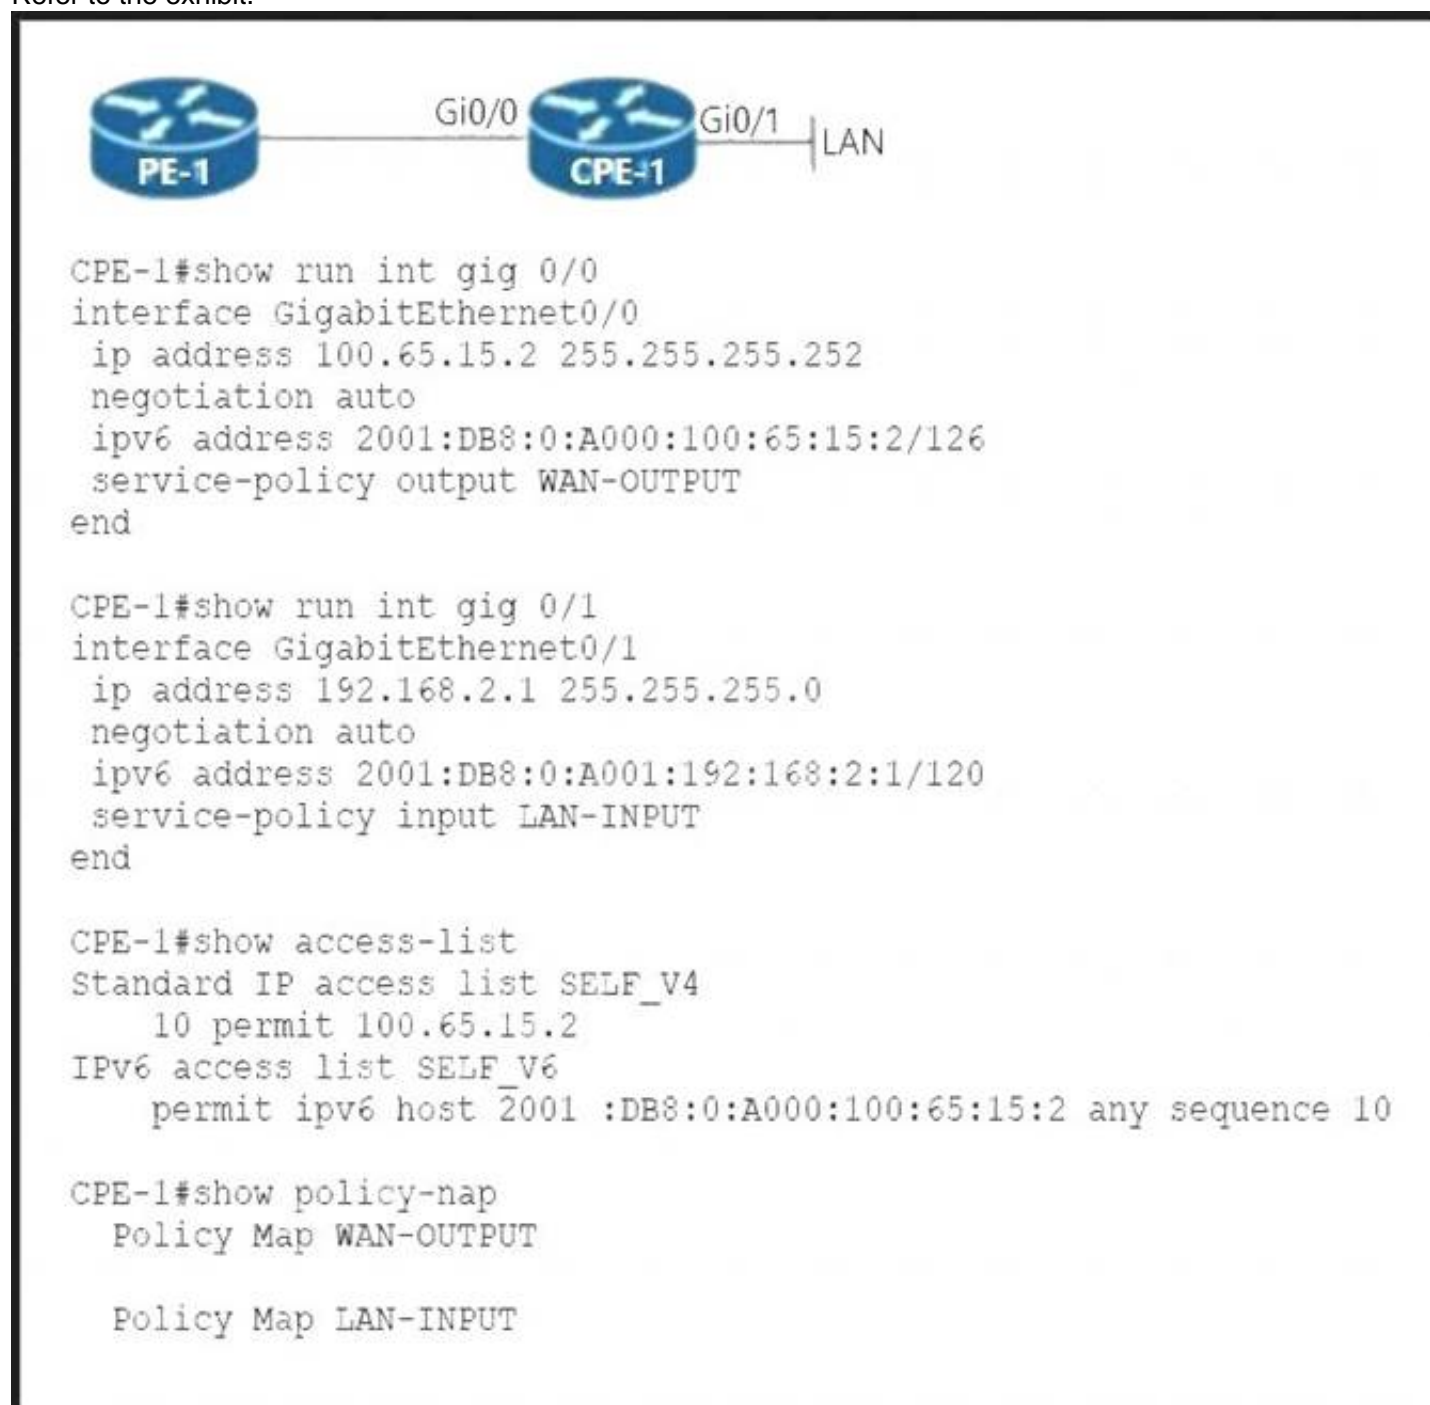 Refer to the exhibit.
Gi0/0
Gi0/1
LAN
PE-1
CPE-1
CPE-1#show run int gig 0/0
interface GigabitEthernet0/0
ip address 100.65.15.2 255.255.255.252
negotiation auto
ipv6 address 2001:DB8:0:A000:100:65:15:2/126
service-policy output WAN-OUTPUT
end
CPE-1#show run int gig 0/1
interface GigabitEthernet0/1
ip address 192.168.2.1 255.255.255.0
negotiation auto
ipv6 address 2001:DB8:0:A001:192:168:2:1/120
service-policy input LAN-INPUT
end
CPE-1#show access-list
Standard IP access list SELF_V4
10 permit 100.65.15.2
IPv6 access list SELF_V6
permit ipv6 host 2001 :DB8:0:A000:100:65:15:2 any sequence 10
CPE-1#show policy-nap
Policy Map WAN-OUTPUT
Policy Map LAN-INPUT